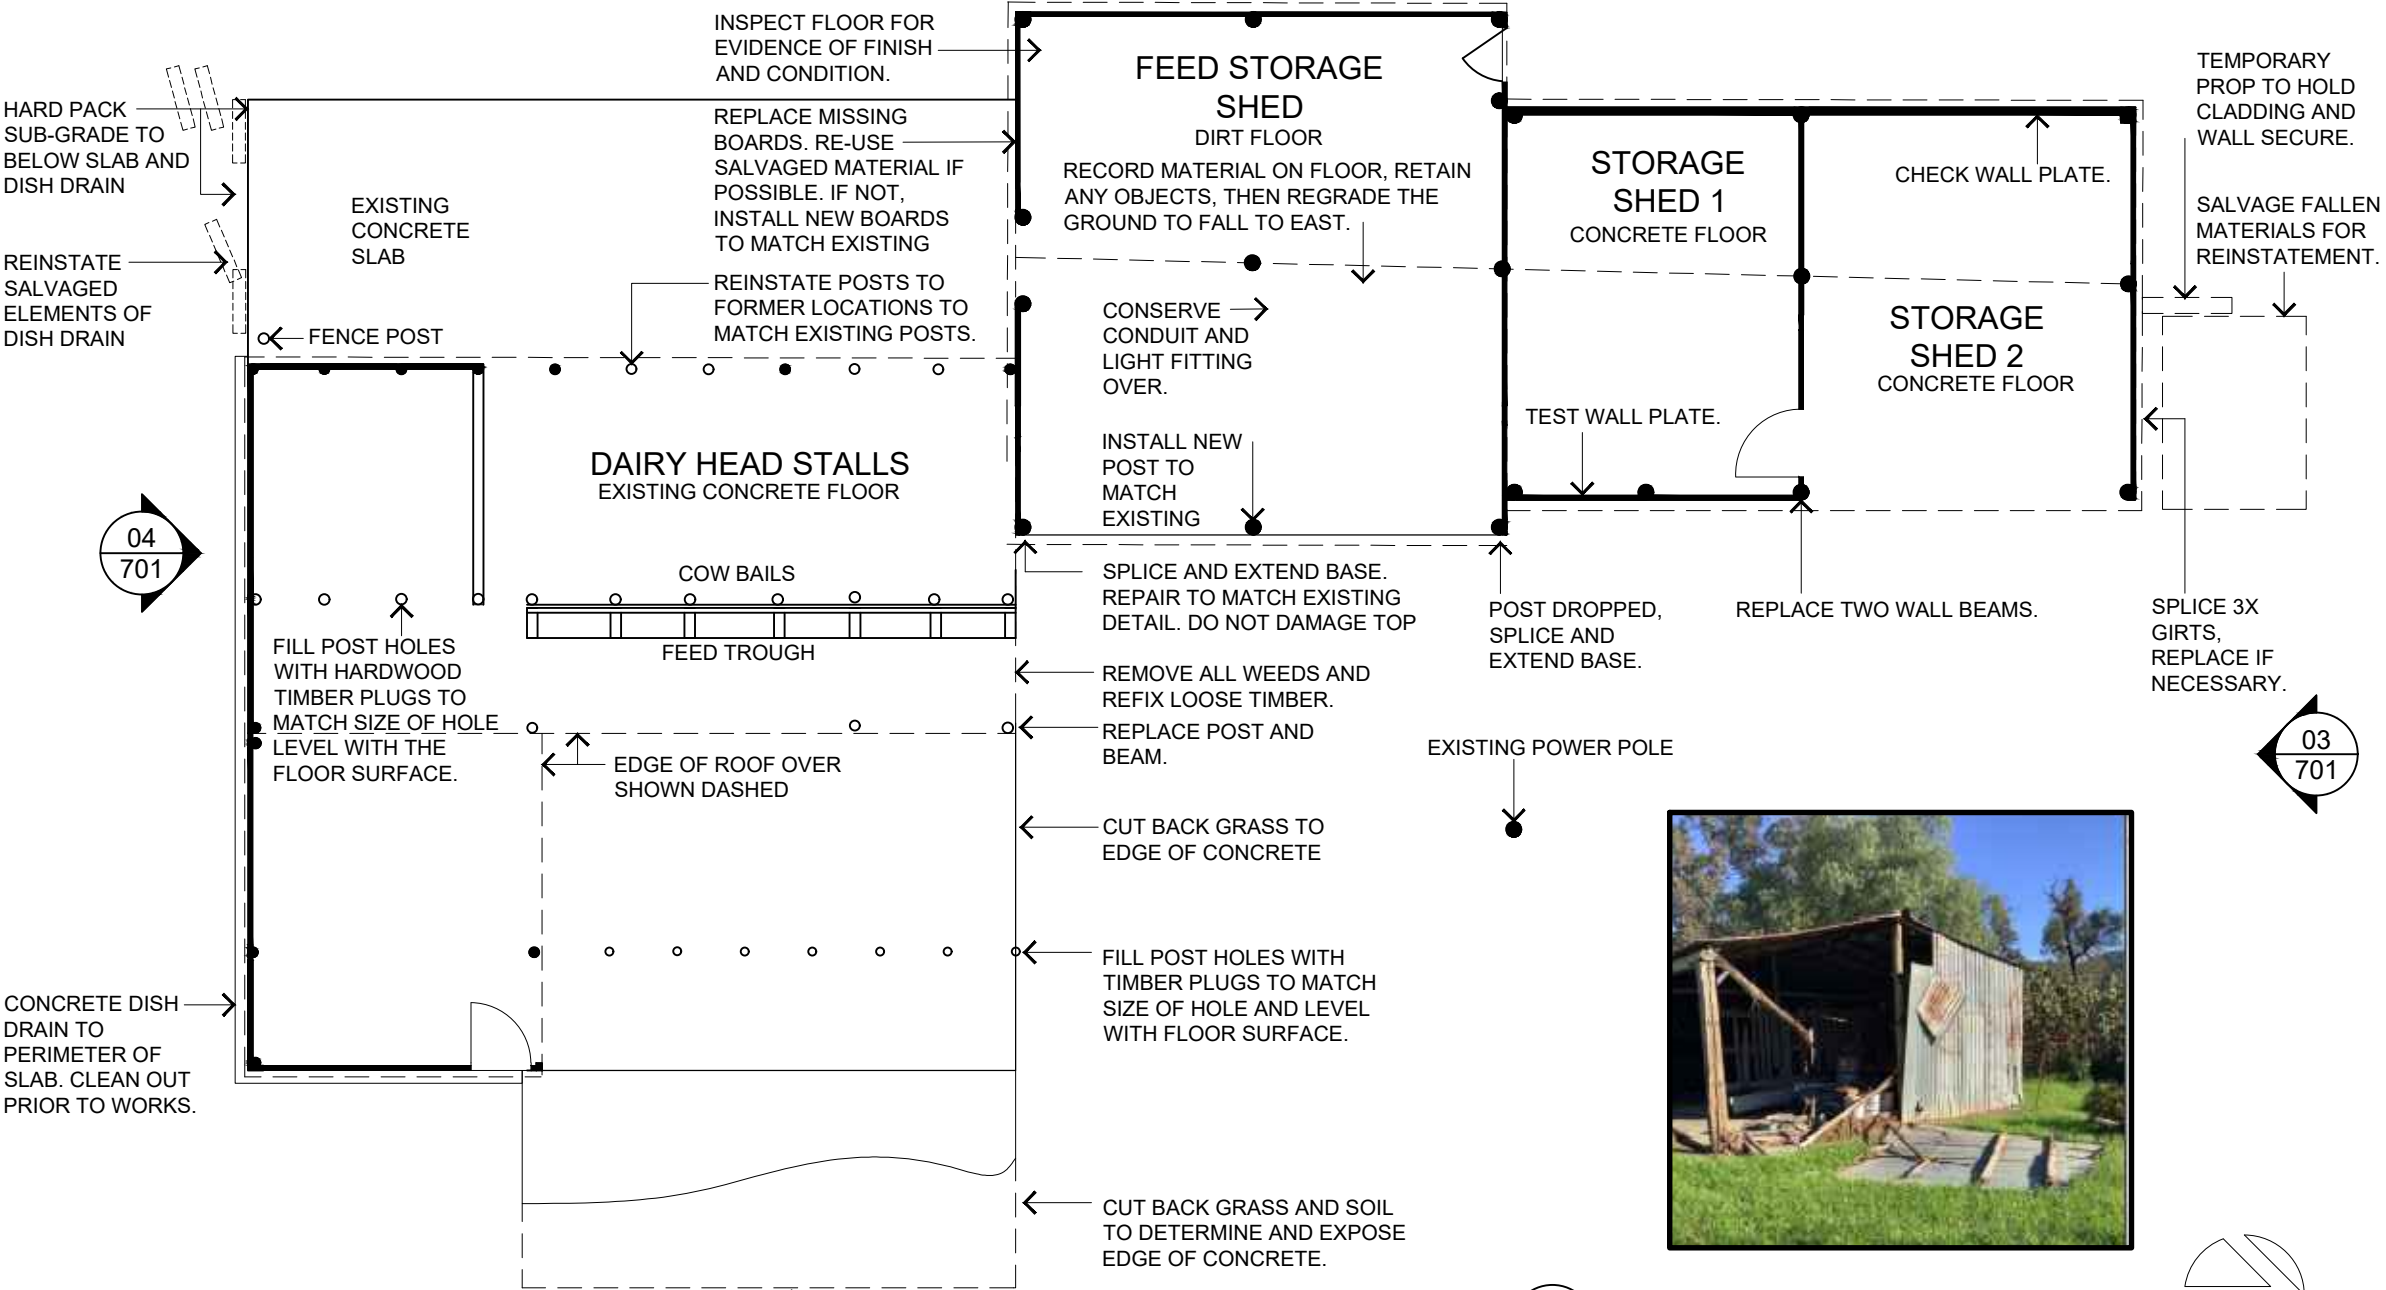 INSPECT FLOOR FOR
EVIDENCE OF FINISH
AND CONDITION.
HARD PACK
SUB-GRADE TO
BELOW SLAB AND
DISH DRAIN
REINSTATE
SALVAGED
ELEMENTS OF
DISH DRAIN
EXISTING
CONCRETE
SLAB
FENCE POST
REPLACE MISSING
BOARDS. RE-USE
SALVAGED MATERIAL IF
POSSIBLE. IF NOT,
INSTALL NEW BOARDS
TO MATCH EXISTING
REINSTATE POSTS TO
FORMER LOCATIONS TO
MATCH EXISTING POSTS.
FEED STORAGE
SHED
DIRT FLOOR
RECORD MATERIAL ON FLOOR, RETAIN
ANY OBJECTS, THEN REGRADE THE
GROUND TO FALL TO EAST.
CONSERVE
CONDUIT AND
LIGHT FITTING
OVER.
INSTALL NEW
POST TO
MATCH
EXISTING
STORAGE
SHED 1
CONCRETE FLOOR
TEST WALL PLATE.
CHECK WALL PLATE.
STORAGE
SHED 2
CONCRETE FLOOR
TEMPORARY
PROP TO HOLD
CLADDING AND
WALL SECURE.
SALVAGE FALLEN
MATERIALS FOR
REINSTATEMENT.
DAIRY HEAD STALLS
EXISTING CONCRETE FLOOR
04
701
COW BAILS
FEED TROUGH
FILL POST HOLES
WITH HARDWOOD
TIMBER PLUGS TO
MATCH SIZE OF HOLE
LEVEL WITH THE
FLOOR SURFACE.
EDGE OF ROOF OVER
SHOWN DASHED
SPLICE AND EXTEND BASE.
REPAIR TO MATCH EXISTING
DETAIL. DO NOT DAMAGE TOP
REMOVE ALL WEEDS AND
REFIX LOOSE TIMBER.
REPLACE POST AND
BEAM.
CUT BACK GRASS TO
EDGE OF CONCRETE
FILL POST HOLES WITH
TIMBER PLUGS TO MATCH
SIZE OF HOLE AND LEVEL
WITH FLOOR SURFACE.
CUT BACK GRASS AND SOIL
TO DETERMINE AND EXPOSE
EDGE OF CONCRETE.
POST DROPPED,
SPLICE AND
EXTEND BASE.
REPLACE TWO WALL BEAMS.
SPLICE 3X
GIRTS,
REPLACE IF
NECESSARY.
EXISTING POWER POLE
03
701
CONCRETE DISH
DRAIN TO
PERIMETER OF
SLAB. CLEAN OUT
PRIOR TO WORKS.